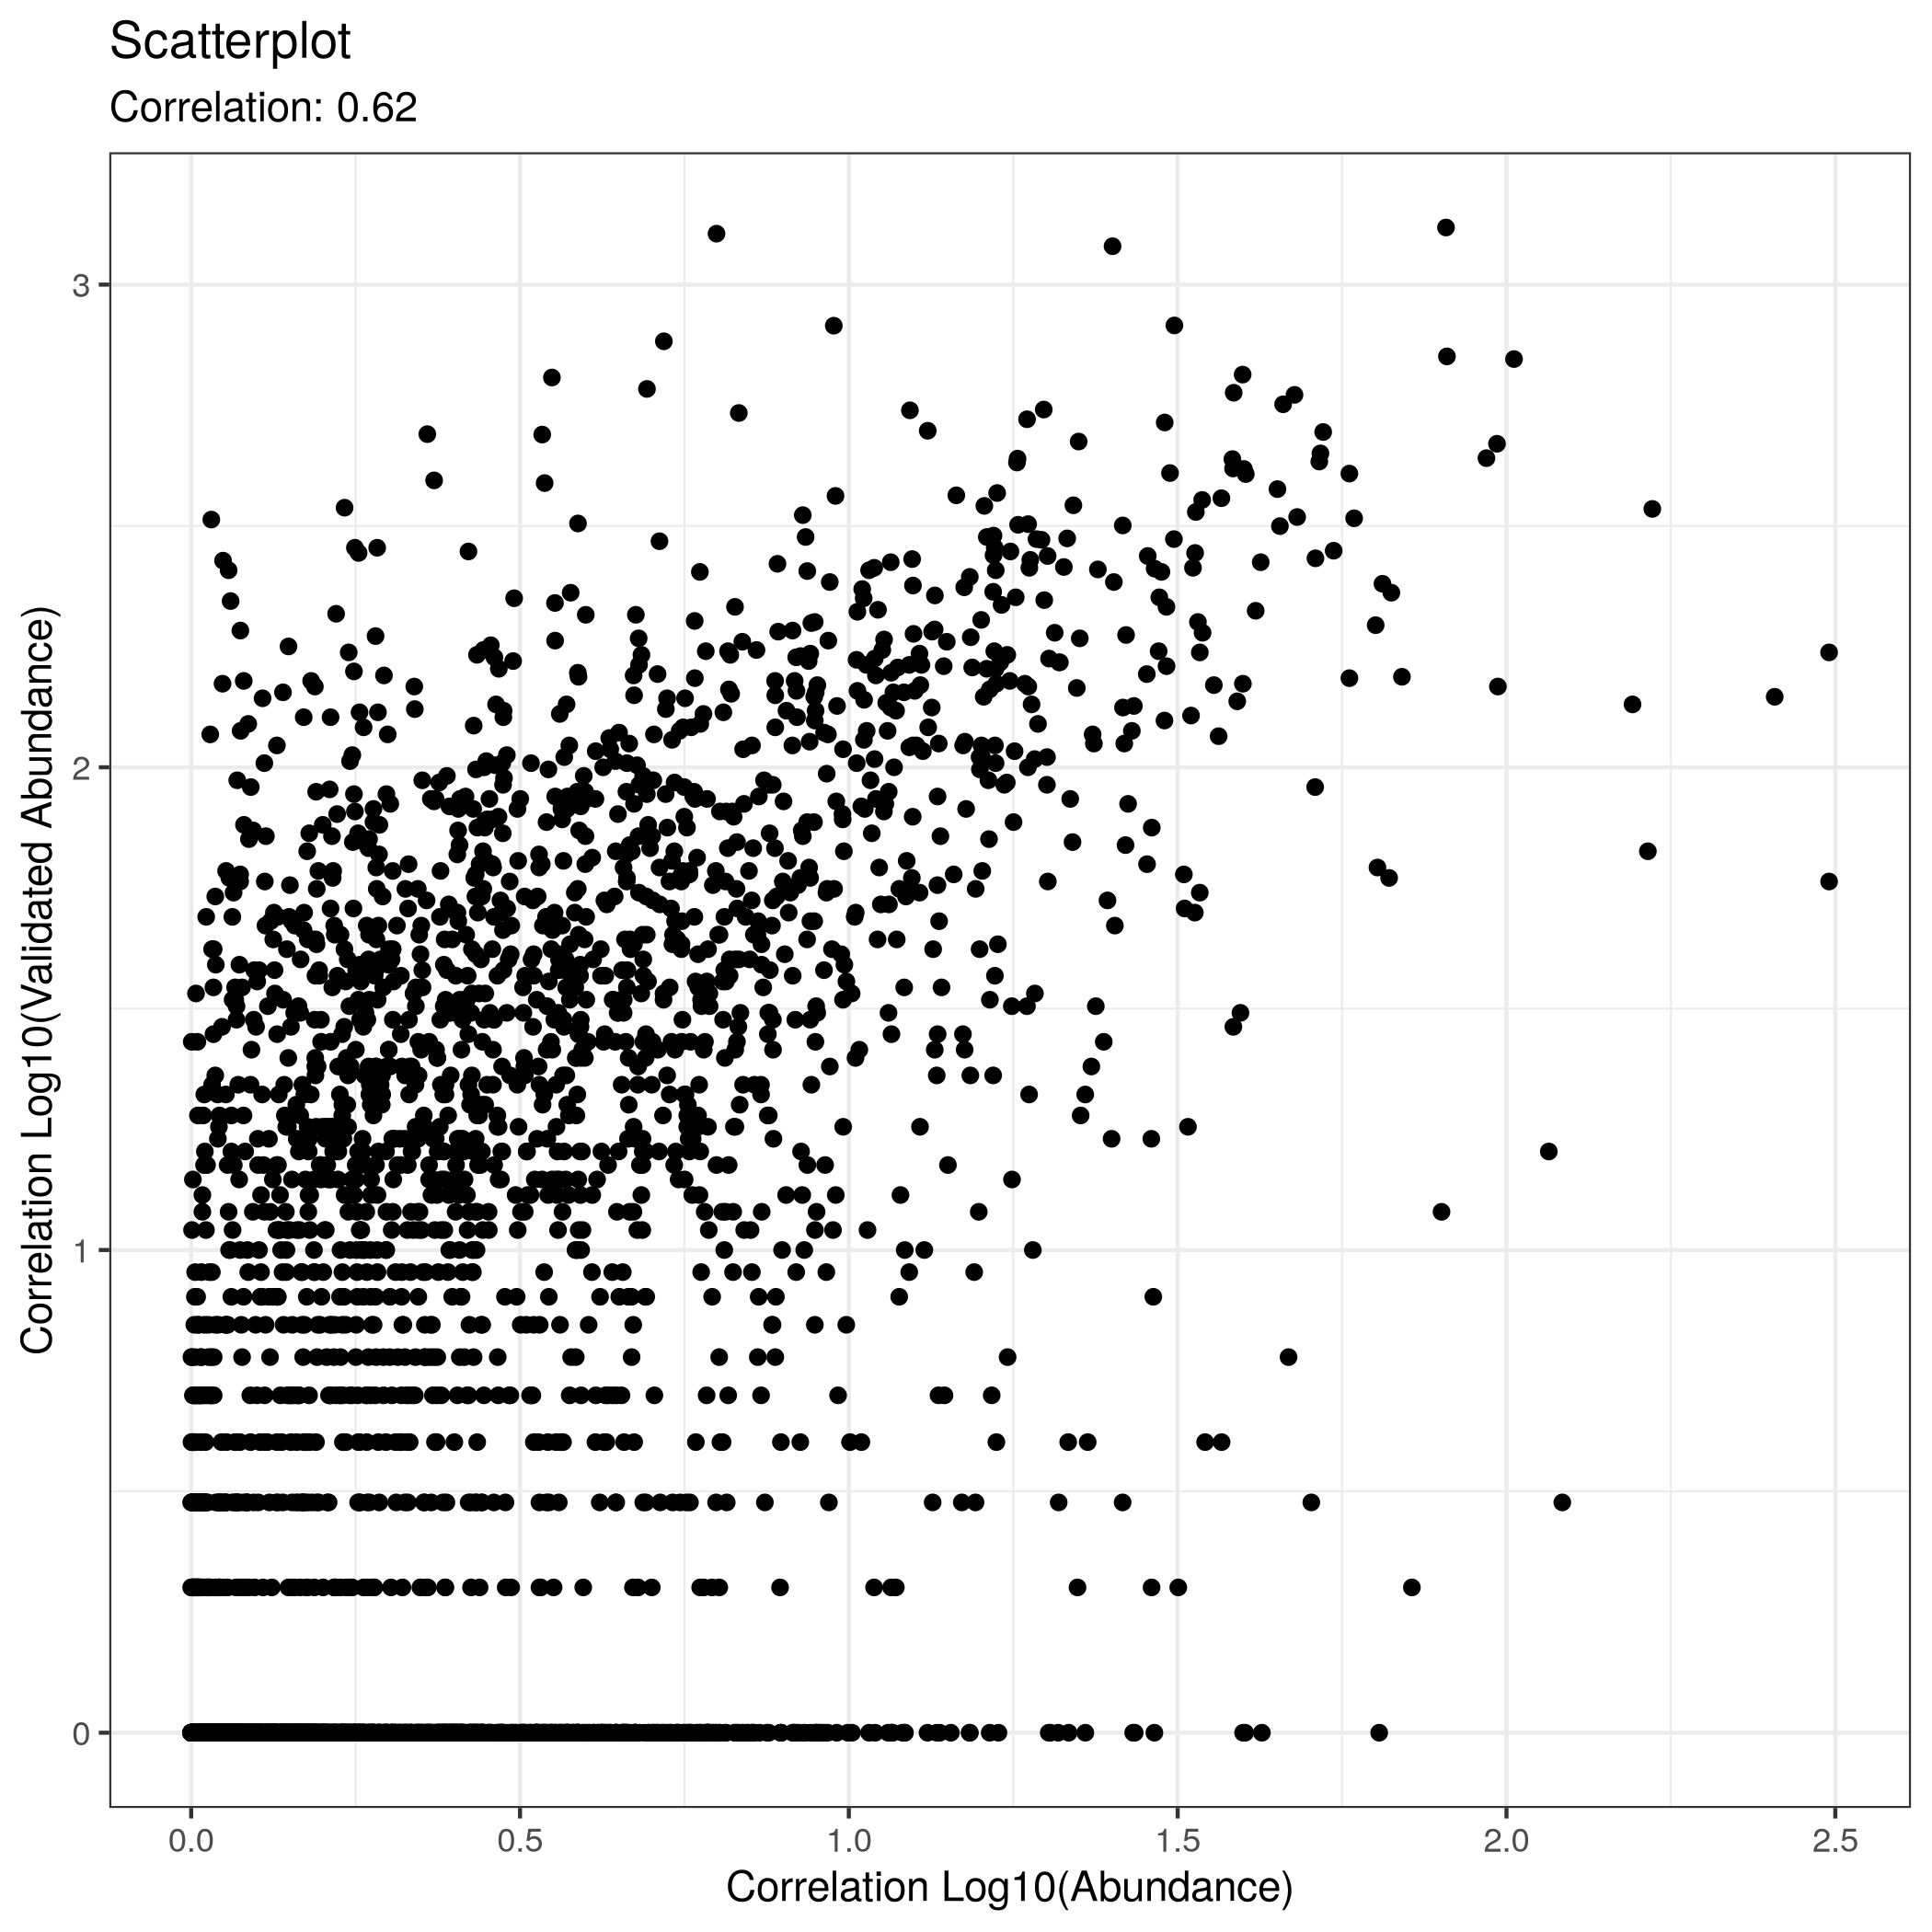 Scatterplot
Correlation: 0.62
Correlation Log10(Validated Abundance)
3
2
1
0
0.0 0.5 1.0 1.5 2.0 2.5
Correlation Log10(Abundance)